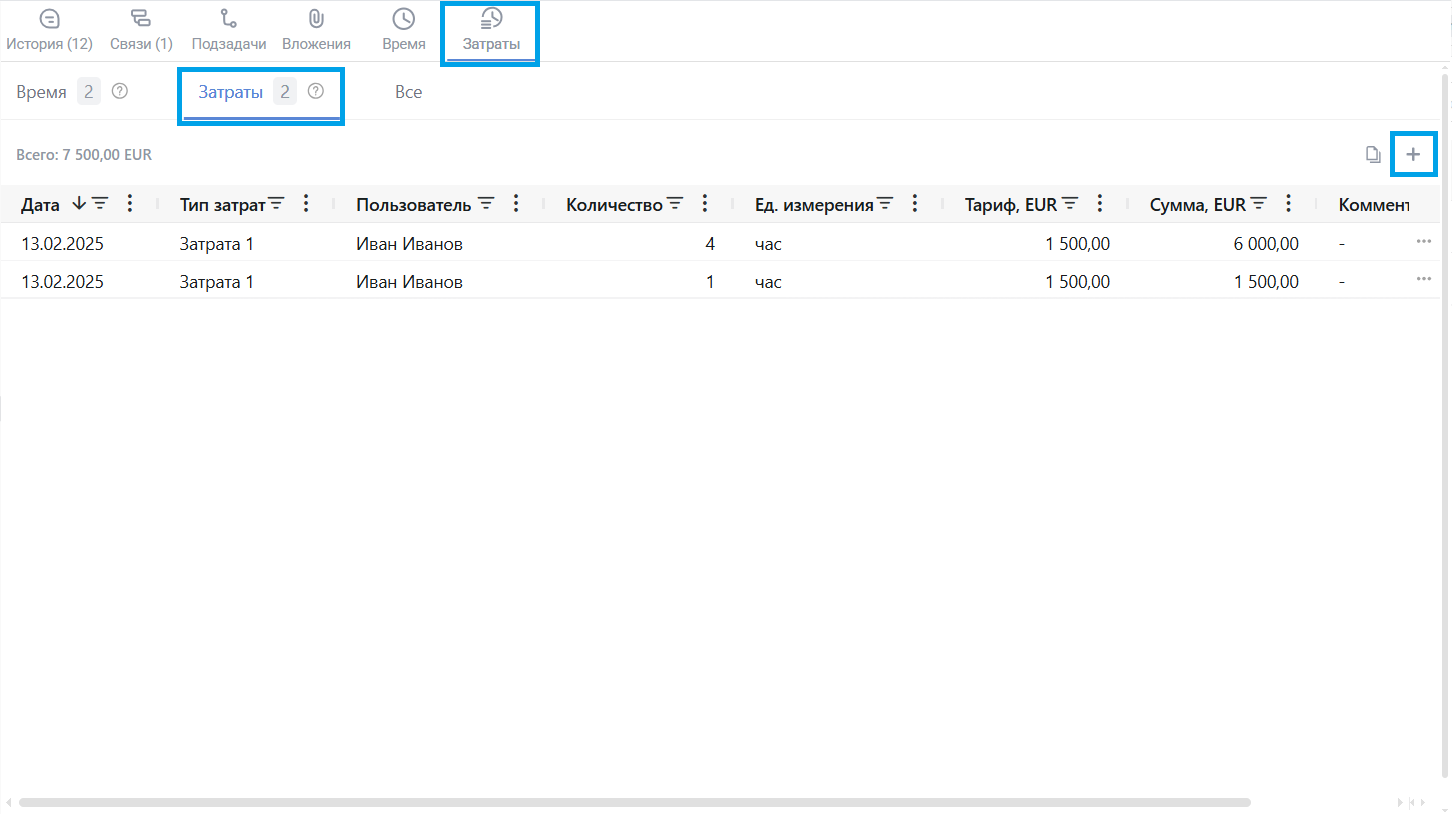 История (12) Связи (1) Подзадачи Вложения Время Затраты
Время 2 ? Затраты 2 ? Все
Всего: 7 500,00 EUR
Дата Тип затрат Пользователь Количество Ед. измерения Тариф, EUR Сумма, EUR Коммент
13.02.2025 Затрата 1 Иван Иванов 4 час 1 500,00 6 000,00 -
13.02.2025 Затрата 1 Иван Иванов 1 час 1 500,00 1 500,00 -